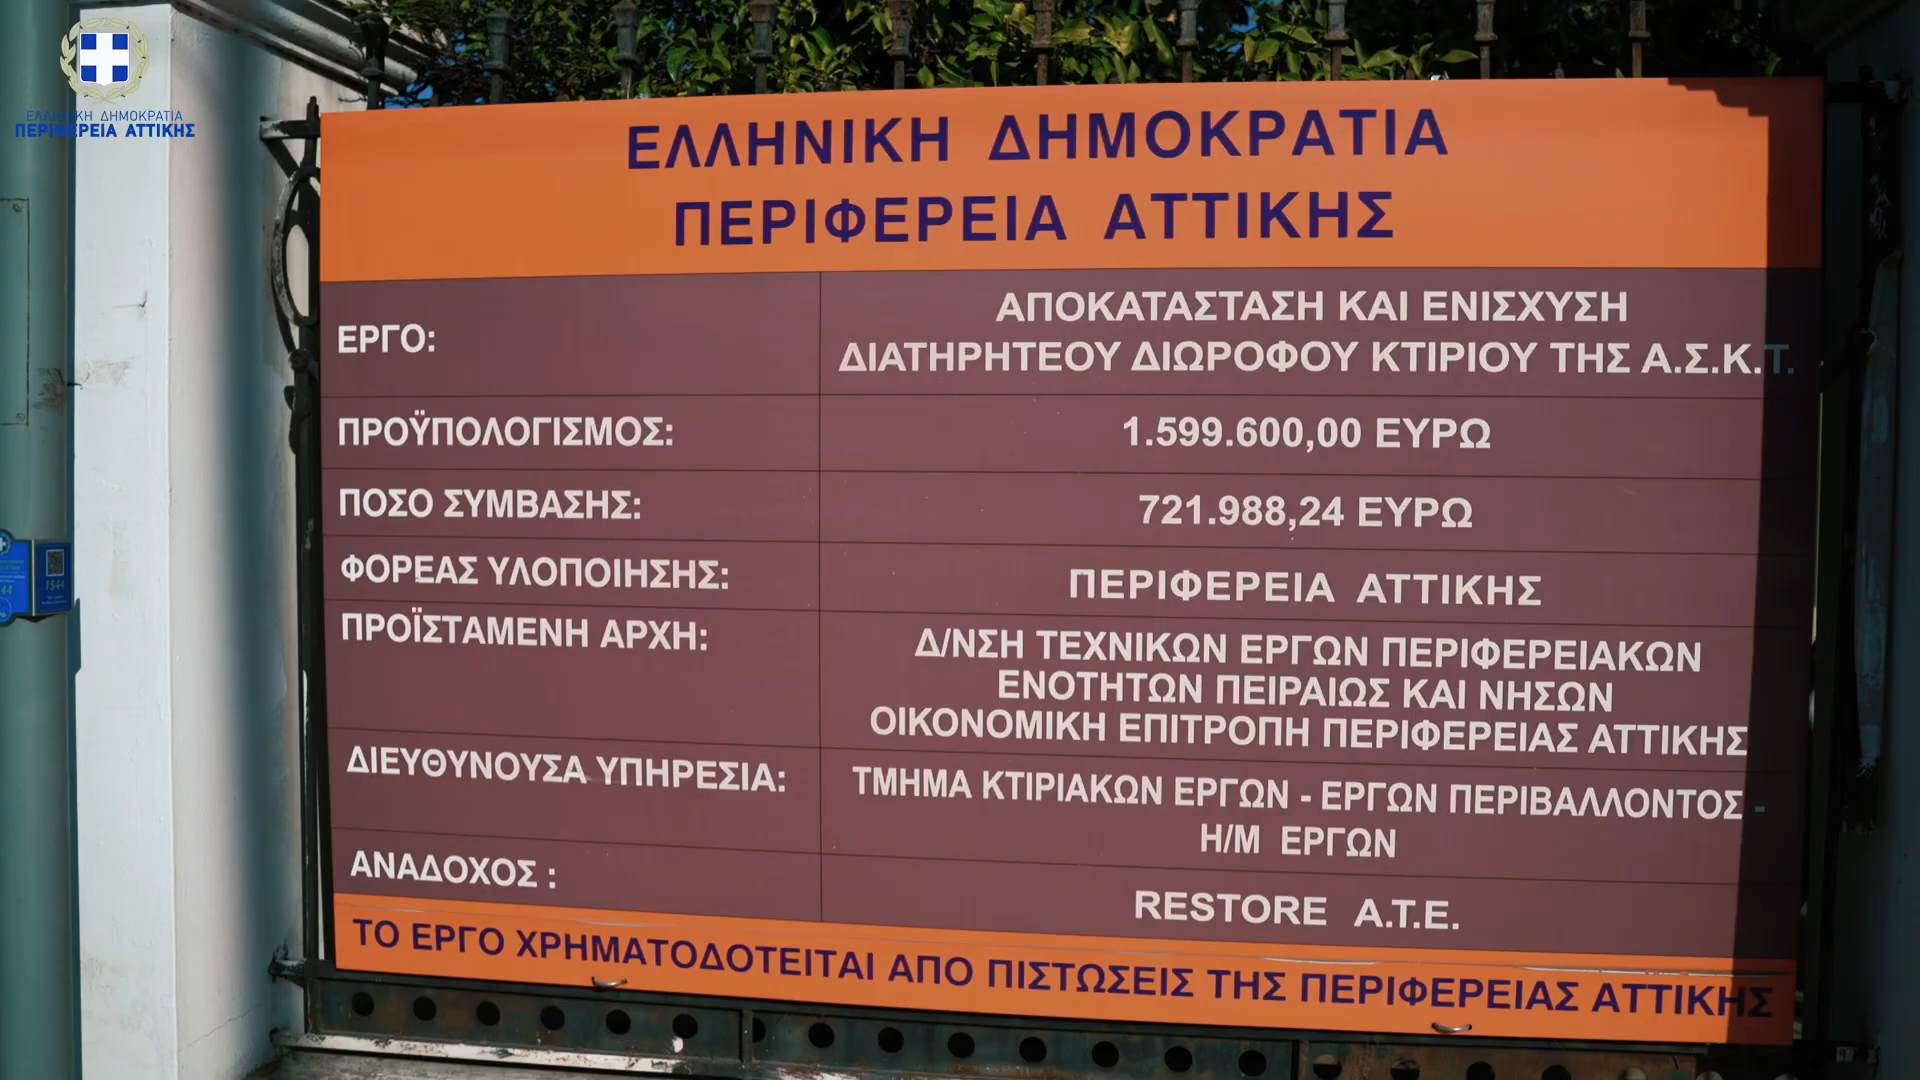 ΕΛΛΗΝΙΚΗ ΔΗΜΟΚΡΑΤΙΑ
ΠΕΡΙΦΕΡΕΙΑ ΑΤΤΙΚΗΣ
ΕΛΛΗΝΙΚΗ ΔΗΜΟΚΡΑΤΙΑ
ΠΕΡΙΦΕΡΕΙΑ ΑΤΤΙΚΗΣ
ΕΡΓΟ:
ΑΠΟΚΑΤΑΣΤΑΣΗ ΚΑΙ ΕΝΙΣΧΥΣΗ
ΔΙΑΤΗΡΗΤΕΟΥ ΔΙΩΡΟΦΟΥ ΚΤΙΡΙΟΥ ΤΗΣ Α.Σ.Κ.Τ.
ΠΡΟΫΠΟΛΟΓΙΣΜΟΣ:
1.599.600,00 ΕΥΡΩ
ΠΟΣΟ ΣΥΜΒΑΣΗΣ:
721.988,24 ΕΥΡΩ
ΦΟΡΕΑΣ ΥΛΟΠΟΙΗΣΗΣ:
ΠΕΡΙΦΕΡΕΙΑ ΑΤΤΙΚΗΣ
ΠΡΟΪΣΤΑΜΕΝΗ ΑΡΧΗ:
Δ/ΝΣΗ ΤΕΧΝΙΚΩΝ ΕΡΓΩΝ ΠΕΡΙΦΕΡΕΙΑΚΩΝ
ΕΝΟΤΗΤΩΝ ΠΕΙΡΑΙΩΣ ΚΑΙ ΝΗΣΩΝ
ΟΙΚΟΝΟΜΙΚΗ ΕΠΙΤΡΟΠΗ ΠΕΡΙΦΕΡΕΙΑΣ ΑΤΤΙΚΗΣ
ΔΙΕΥΘΥΝΟΥΣΑ ΥΠΗΡΕΣΙΑ:
ΤΜΗΜΑ ΚΤΙΡΙΑΚΩΝ ΕΡΓΩΝ - ΕΡΓΩΝ ΠΕΡΙΒΑΛΛΟΝΤΟΣ -
Η/Μ ΕΡΓΩΝ
ΑΝΑΔΟΧΟΣ :
RESTORE Α.Τ.Ε.
ΤΟ ΕΡΓΟ ΧΡΗΜΑΤΟΔΟΤΕΙΤΑΙ ΑΠΟ ΠΙΣΤΩΣΕΙΣ ΤΗΣ ΠΕΡΙΦΕΡΕΙΑΣ ΑΤΤΙΚΗΣ
1544